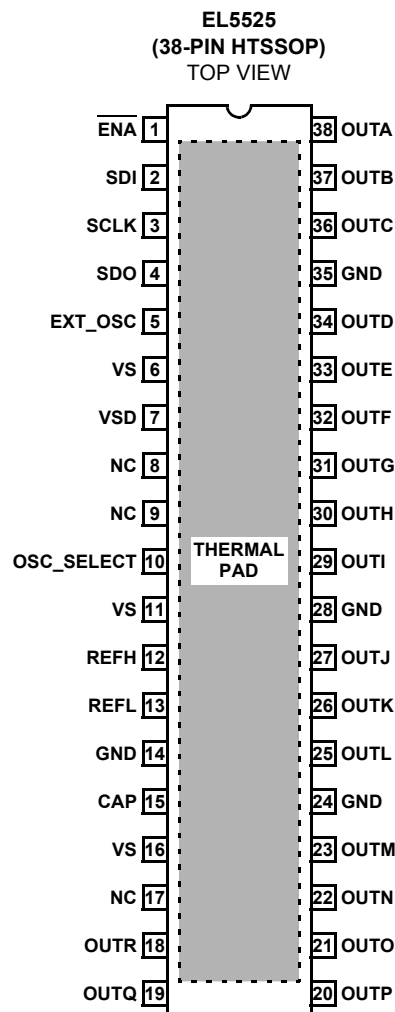 EL5525
(38-PIN HTSSOP)
TOP VIEW
ENA 1
38 OUTA
SDI 2
37 OUTB
SCLK 3
36 OUTC
SDO 4
35 GND
EXT_OSC 5
34 OUTD
VS 6
33 OUTE
VSD 7
32 OUTF
NC 8
31 OUTG
NC 9
30 OUTH
OSC_SELECT 10
THERMAL
PAD
29 OUTI
VS 11
28 GND
REFH 12
27 OUTJ
REFL 13
26 OUTK
GND 14
25 OUTL
CAP 15
24 GND
VS 16
23 OUTM
NC 17
22 OUTN
OUTR 18
21 OUTO
OUTQ 19
20 OUTP